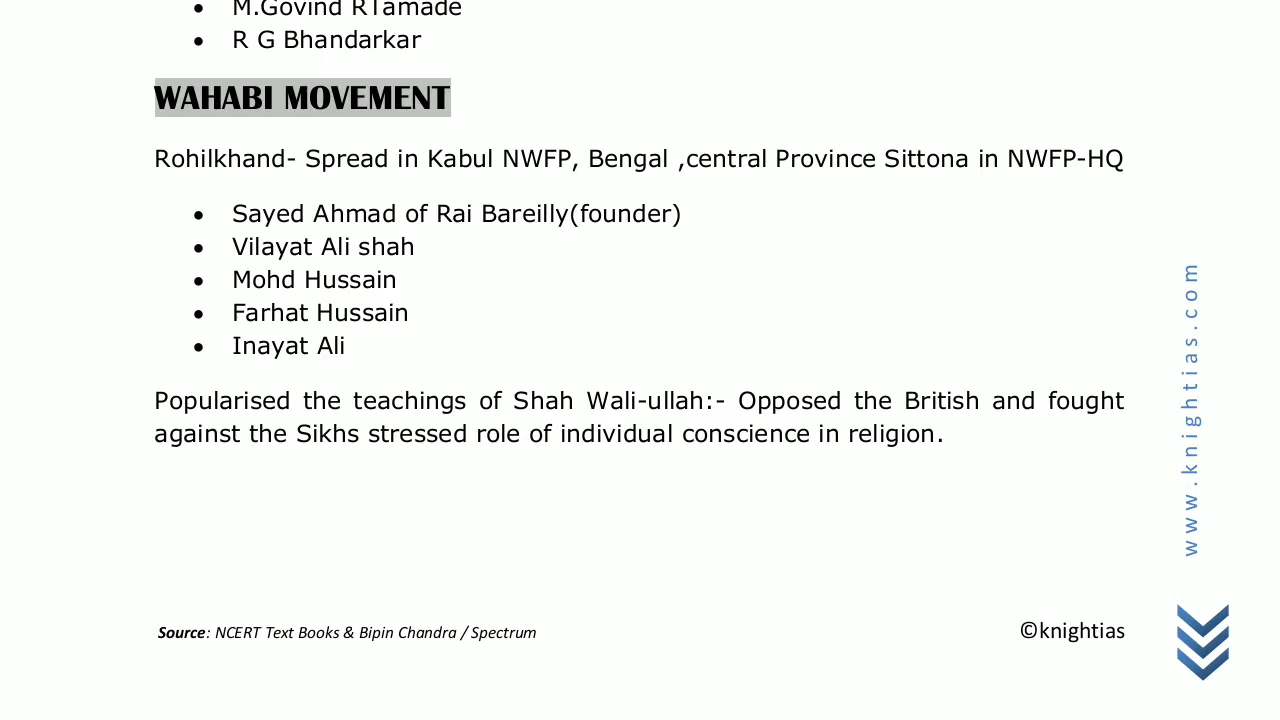 • M.Govind RTamade
• R G Bhandarkar
WAHABI MOVEMENT
Rohilkhand- Spread in Kabul NWFP, Bengal ,central Province Sittona in NWFP-HQ
• Sayed Ahmad of Rai Bareilly(founder)
• Vilayat Ali shah
• Mohd Hussain
• Farhat Hussain
• Inayat Ali
Popularised the teachings of Shah Wali-ullah:- Opposed the British and fought
against the Sikhs stressed role of individual conscience in religion.
www.knightias.com
Source: NCERT Text Books & Bipin Chandra / Spectrum
©knightias